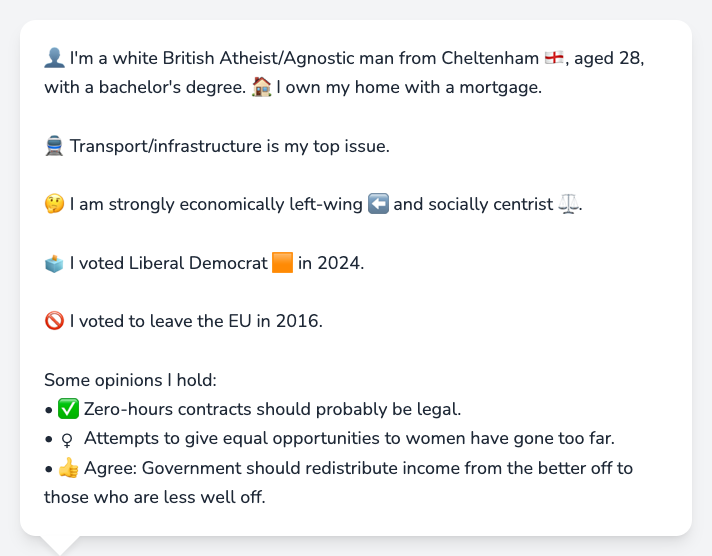 👤 I'm a white British Atheist/Agnostic man from Cheltenham 🏴󠁧󠁢󠁥󠁮󠁧󠁿, aged 28,
with a bachelor's degree. 🏠 I own my home with a mortgage.
🚆 Transport/infrastructure is my top issue.
🤔 I am strongly economically left-wing ⬅️ and socially centrist ⚖️.
🗳️ I voted Liberal Democrat 🟧 in 2024.
🚫 I voted to leave the EU in 2016.
Some opinions I hold:
• ✅ Zero-hours contracts should probably be legal.
• ♀ Attempts to give equal opportunities to women have gone too far.
• 👍 Agree: Government should redistribute income from the better off to
those who are less well off.